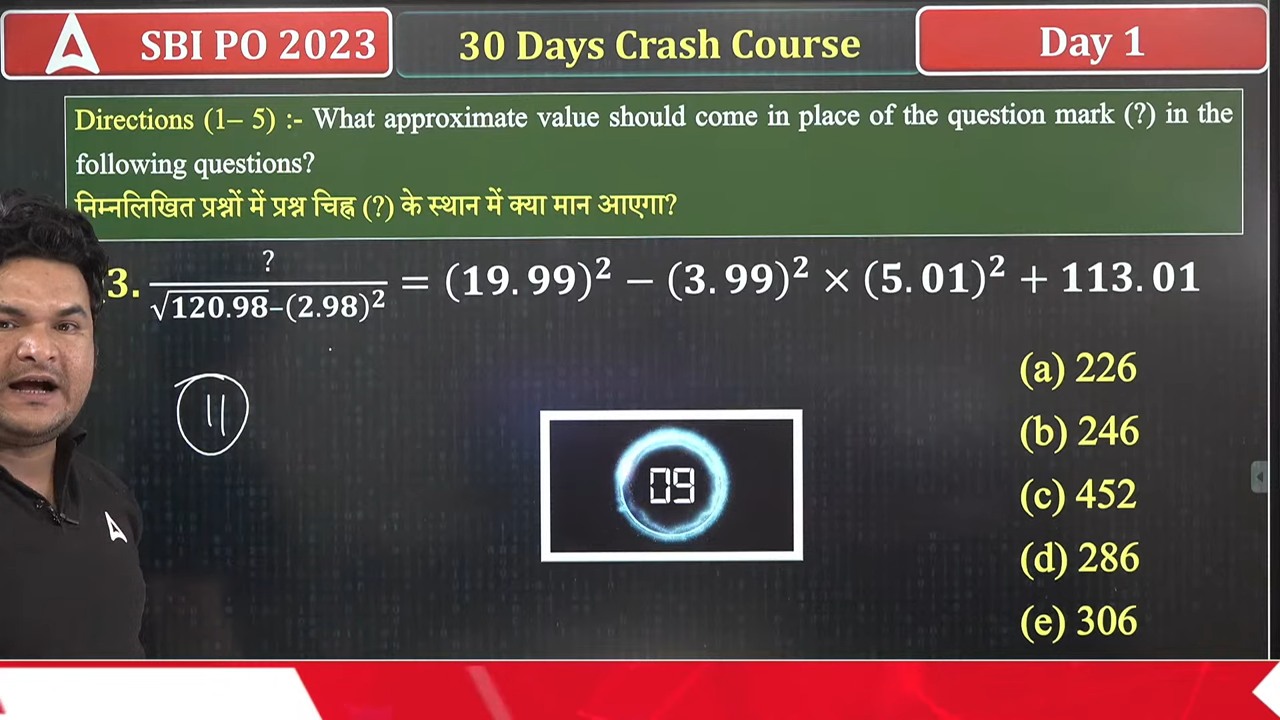 SBI PO 2023
30 Days Crash Course
Day 1
Directions (1– 5) :- What approximate value should come in place of the question mark (?) in the
following questions?
निम्नलिखित प्रश्नों में प्रश्न चिह्न (?) के स्थान में क्या मान आएगा?
3. ?/√120.98–(2.98)² = (19.99)² − (3.99)² × (5.01)² + 113.01
(a) 226
11
(b) 246
09
(c) 452
(d) 286
(e) 306